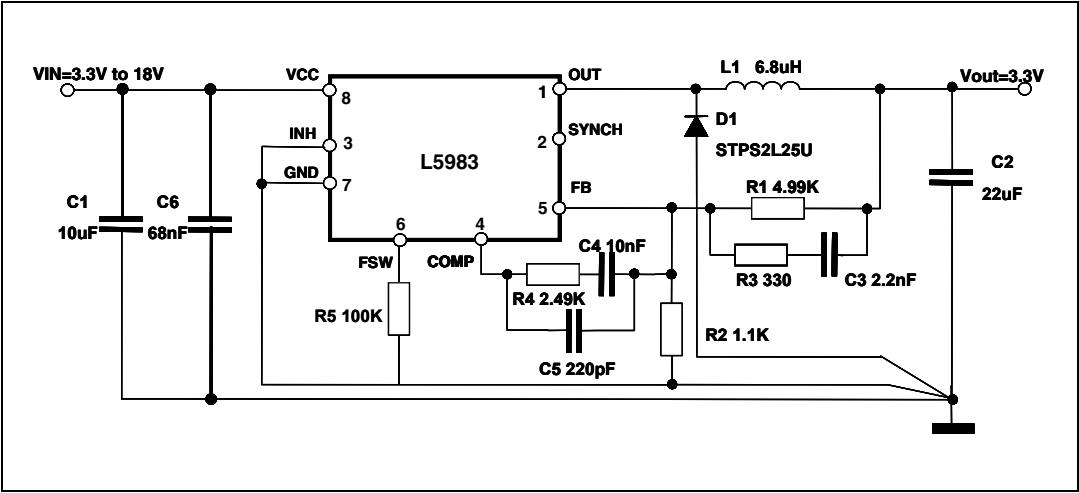 VIN=3.3V to 18V
VCC
OUT
L1 6.8uH
Vout=3.3V
8
1
INH
3
SYNCH
2
D1
STPS2L25U
L5983
GND
7
FB
5
C2
22uF
R1 4.99K
C1
10uF
C6
68nF
6
4
FSW
COMP
C4 10nF
R3 330
C3 2.2nF
R4 2.49K
R5 100K
R2 1.1K
C5 220pF